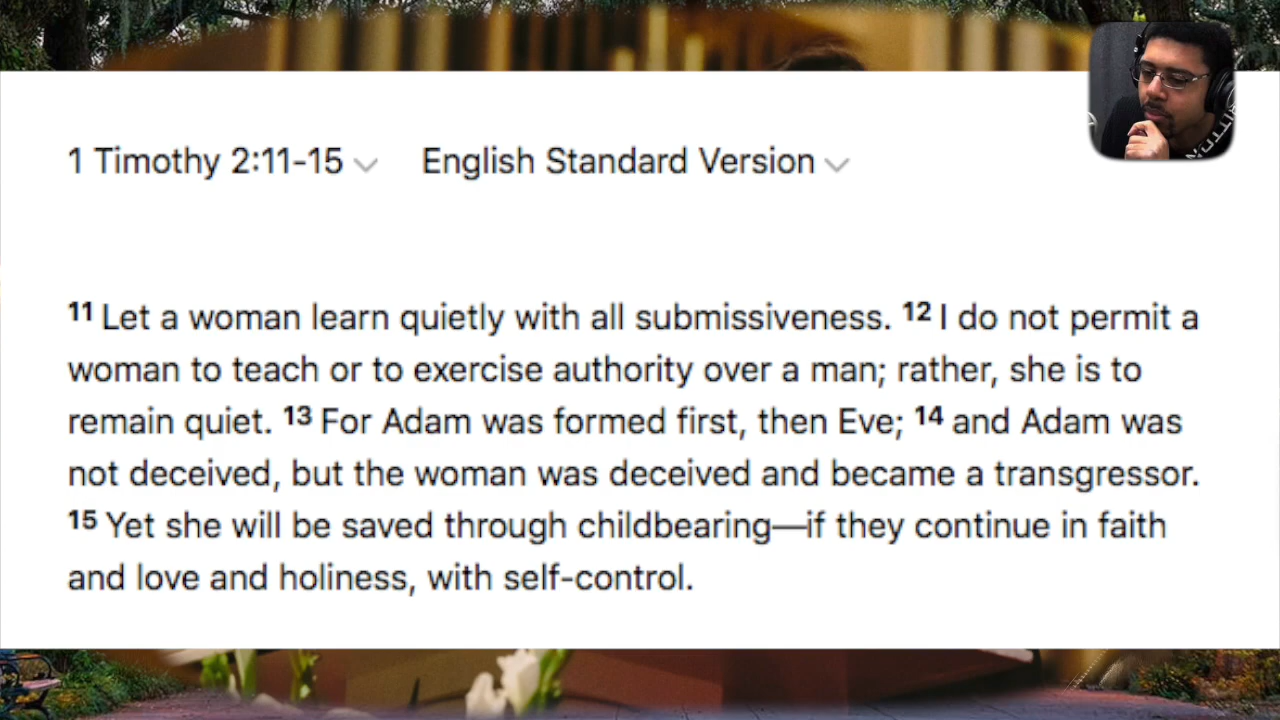 1 Timothy 2:11-15 English Standard Version
11 Let a woman learn quietly with all submissiveness. 12 I do not permit a
woman to teach or to exercise authority over a man; rather, she is to
remain quiet. 13 For Adam was formed first, then Eve; 14 and Adam was
not deceived, but the woman was deceived and became a transgressor.
15 Yet she will be saved through childbearing—if they continue in faith
and love and holiness, with self-control.